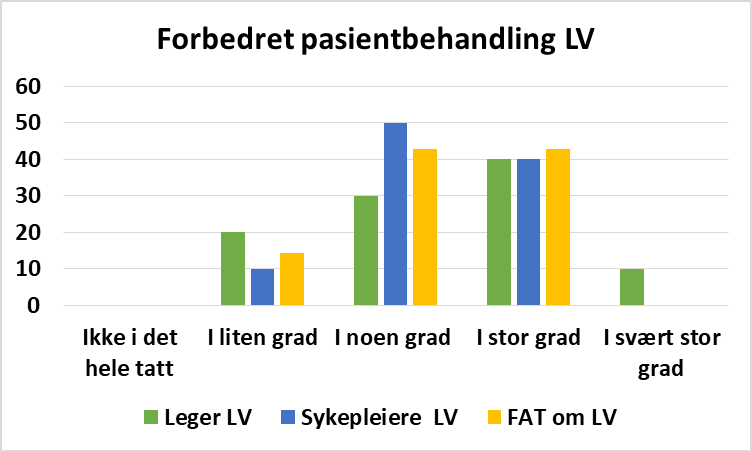 Forbedret pasientbehandling LV
60
50
40
30
20
10
0
Ikke i det hele tatt
I liten grad
I noen grad
I stor grad
I svært stor grad
Leger LV
Sykepleiere LV
FAT om LV